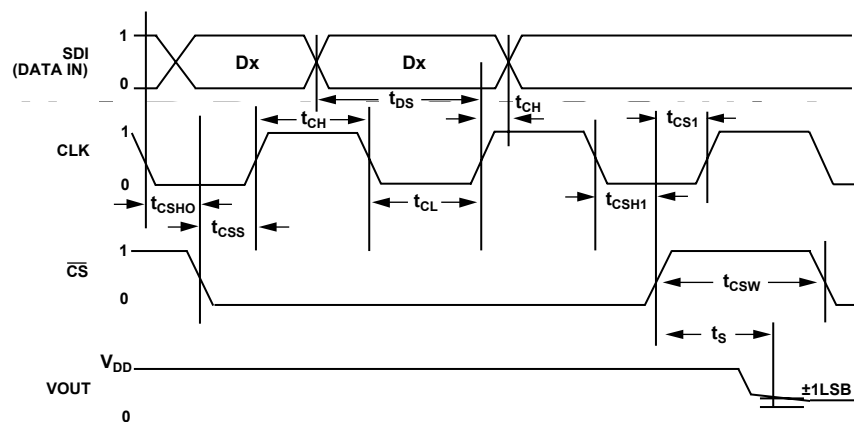 SDI
(DATA IN)
1
0
Dx
Dx
tDS
tCH
tCH
tCS1
CLK
1
0
tCSHO
tCSS
tCL
tCSH1
CS
1
0
tCSW
tS
VDD
VOUT
0
±1LSB